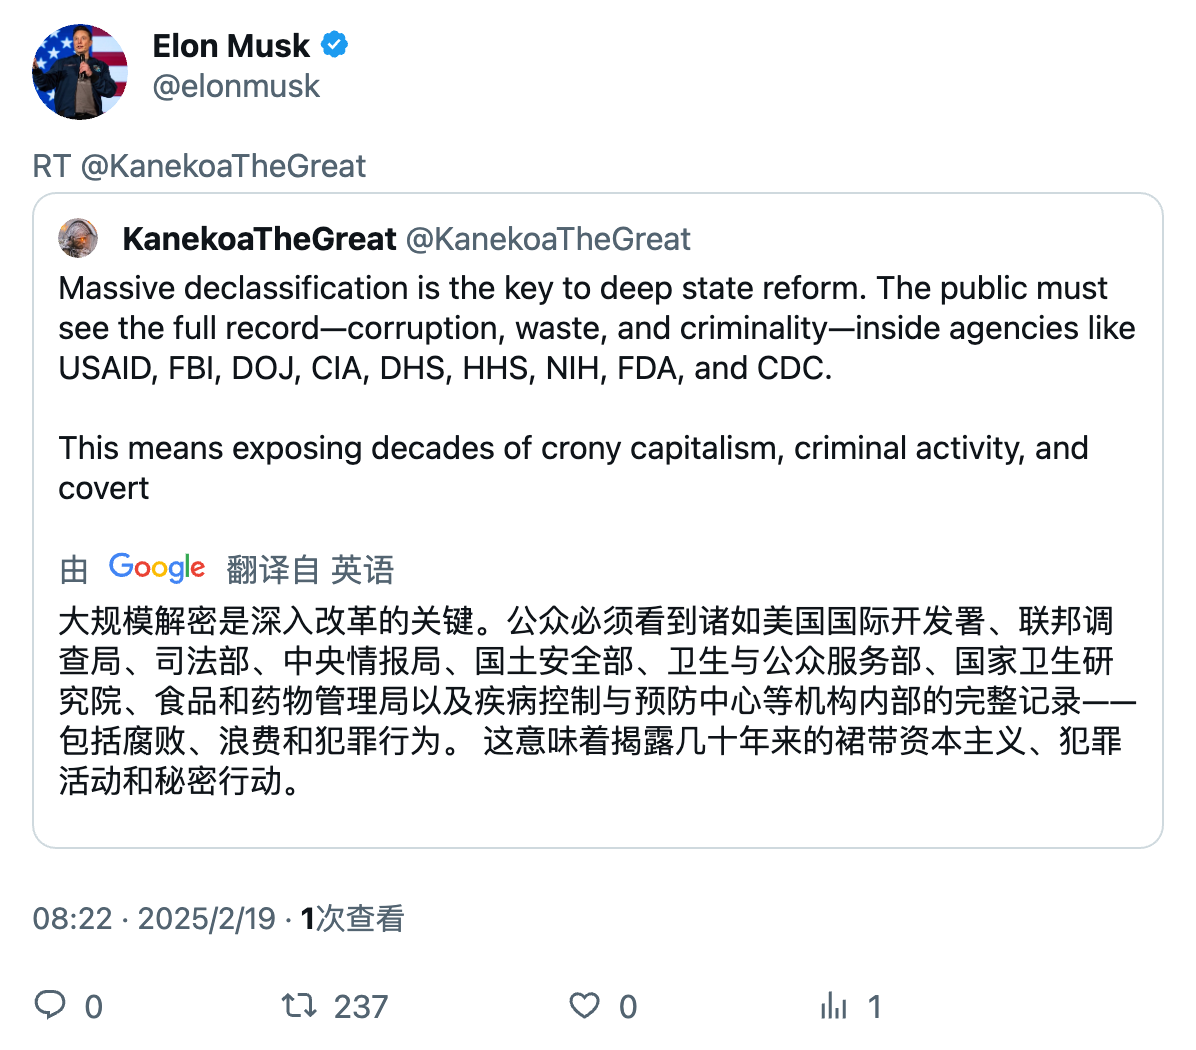 Elon Musk
@elonmusk
RT @KanekoaTheGreat
KanekoaTheGreat @KanekoaTheGreat
Massive declassification is the key to deep state reform. The public must
see the full record—corruption, waste, and criminality—inside agencies like
USAID, FBI, DOJ, CIA, DHS, HHS, NIH, FDA, and CDC.
This means exposing decades of crony capitalism, criminal activity, and
covert
由 Google 翻译自 英语
大规模解密是深入改革的关键。公众必须看到诸如美国国际开发署、联邦调
查局、司法部、中央情报局、国土安全部、卫生与公众服务部、国家卫生研
究院、食品和药物管理局以及疾病控制与预防中心等机构内部的完整记录——
包括腐败、浪费和犯罪行为。 这意味着揭露几十年来的裙带资本主义、犯罪
活动和秘密行动。
08:22 · 2025/2/19 · 1次查看
0 237 0 1